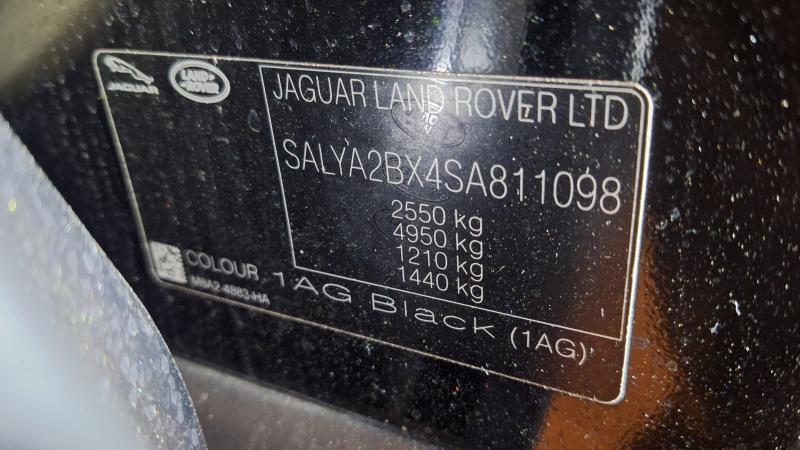 JAGUAR
LAND ROVER
JAGUAR LAND ROVER LTD
SALYA2BX4SA811098
2550 kg
4950 kg
1210 kg
1440 kg
COLOUR 1AG Black (1AG)
M8A2-4883-HA